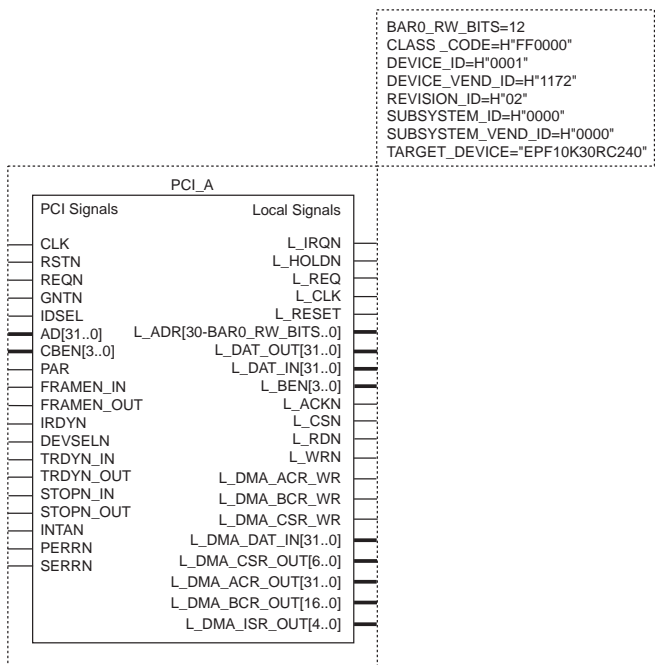 BAR0_RW_BITS=12
CLASS _CODE=H"FF0000"
DEVICE_ID=H"0001"
DEVICE_VEND_ID=H"1172"
REVISION_ID=H"02"
SUBSYSTEM_ID=H"0000"
SUBSYSTEM_VEND_ID=H"0000"
TARGET_DEVICE="EPF10K30RC240"
PCI_A
PCI Signals
CLK
RSTN
REQN
GNTN
IDSEL
AD[31..0]
CBEN[3..0]
PAR
FRAMEN_IN
FRAMEN_OUT
IRDYN
DEVSELN
TRDYN_IN
TRDYN_OUT
STOPN_IN
STOPN_OUT
INTAN
PERRN
SERRN
Local Signals
L_IRQN
L_HOLDN
L_REQ
L_CLK
L_RESET
L_ADR[30-BAR0_RW_BITS..0]
L_DAT_OUT[31..0]
L_DAT_IN[31..0]
L_BEN[3..0]
L_ACKN
L_CSN
L_RDN
L_WRN
L_DMA_ACR_WR
L_DMA_BCR_WR
L_DMA_CSR_WR
L_DMA_DAT_IN[31..0]
L_DMA_CSR_OUT[6..0]
L_DMA_ACR_OUT[31..0]
L_DMA_BCR_OUT[16..0]
L_DMA_ISR_OUT[4..0]